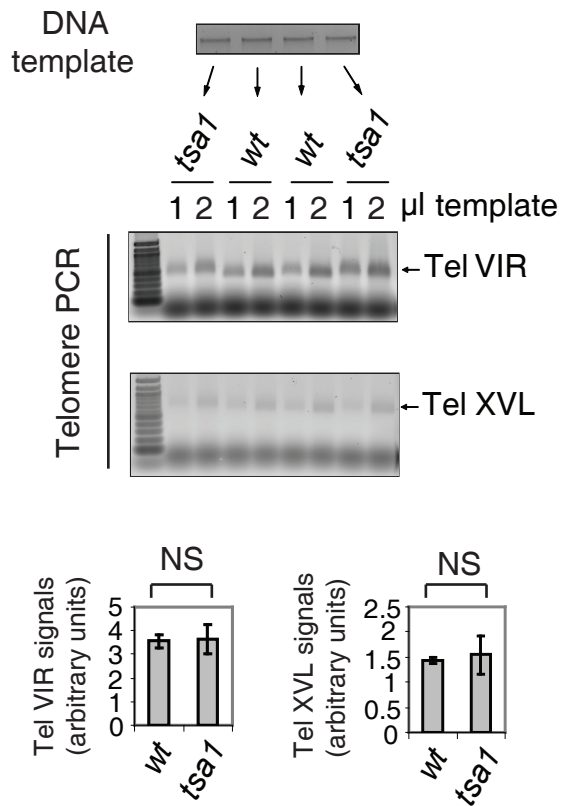 DNA
template
tsa1 wt wt tsa1
1 2 1 2 1 2 1 2 µl template
Telomere PCR
Tel VIR
Tel XVL
NS
Tel VIR signals
(arbitrary units)
5
4
3
2
1
0
wt
tsa1
NS
Tel XVL signals
(arbitrary units)
2.5
2
1.5
1
0.5
0
wt
tsa1